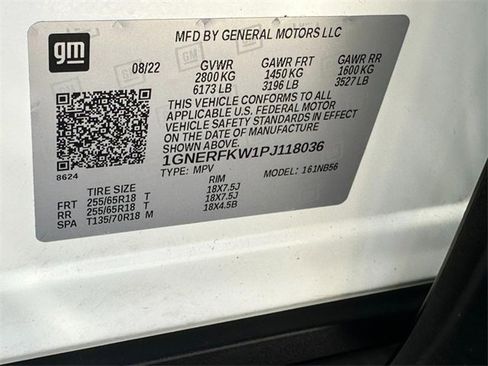 gm
MFD BY GENERAL MOTORS LLC
08/22 GVWR GAWR FRT GAWR RR
2800 KG 1450 KG 1600 KG
6173 LB 3196 LB 3527 LB
THIS VEHICLE CONFORMS TO ALL
APPLICABLE U.S. FEDERAL MOTOR
VEHICLE SAFETY STANDARDS IN EFFECT
ON THE DATE OF MANUFACTURE
SHOWN ABOVE.
8624 1GNERFKW1PJ118036
TYPE: MPV MODEL: 161NB56
TIRE SIZE RIM
FRT 255/65R18 T 18X7.5J
RR 255/65R18 T 18X7.5J
SPA T135/70R18 M 18X4.5B